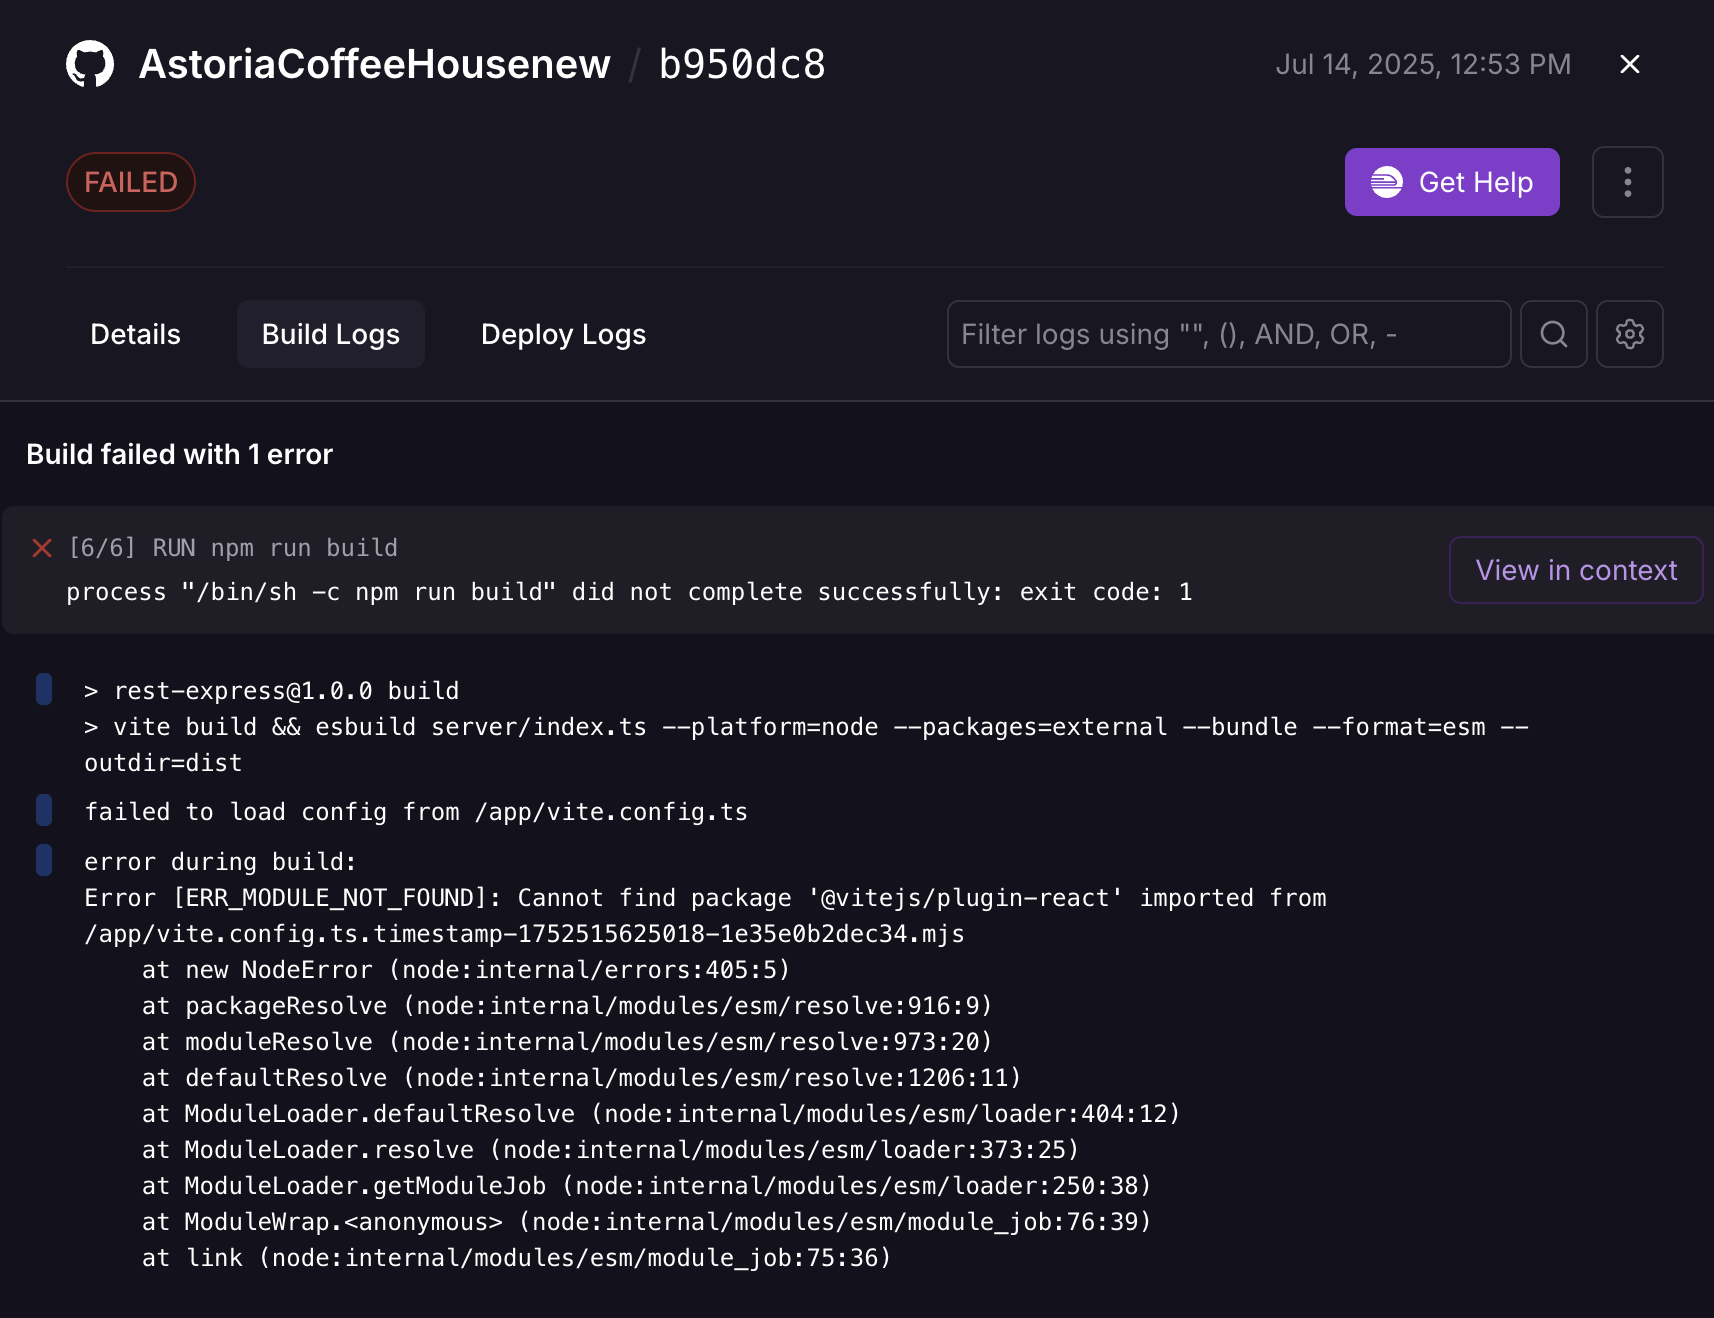 AstoriaCoffeeHousenew / b950dc8
Jul 14, 2025, 12:53 PM
FAILED
Get Help
Details
Build Logs
Deploy Logs
Filter logs using "", (), AND, OR, -
Build failed with 1 error
[6/6] RUN npm run build
process "/bin/sh -c npm run build" did not complete successfully: exit code: 1
View in context
> rest-express@1.0.0 build
> vite build && esbuild server/index.ts --platform=node --packages=external --bundle --format=esm --
outdir=dist
failed to load config from /app/vite.config.ts
error during build:
Error [ERR_MODULE_NOT_FOUND]: Cannot find package '@vitejs/plugin-react' imported from
/app/vite.config.ts.timestamp-1752515625018-1e35e0b2dec34.mjs
    at new NodeError (node:internal/errors:405:5)
    at packageResolve (node:internal/modules/esm/resolve:916:9)
    at moduleResolve (node:internal/modules/esm/resolve:973:20)
    at defaultResolve (node:internal/modules/esm/resolve:1206:11)
    at ModuleLoader.defaultResolve (node:internal/modules/esm/loader:404:12)
    at ModuleLoader.resolve (node:internal/modules/esm/loader:373:25)
    at ModuleLoader.getModuleJob (node:internal/modules/esm/loader:250:38)
    at ModuleWrap.<anonymous> (node:internal/modules/esm/module_job:76:39)
    at link (node:internal/modules/esm/module_job:75:36)